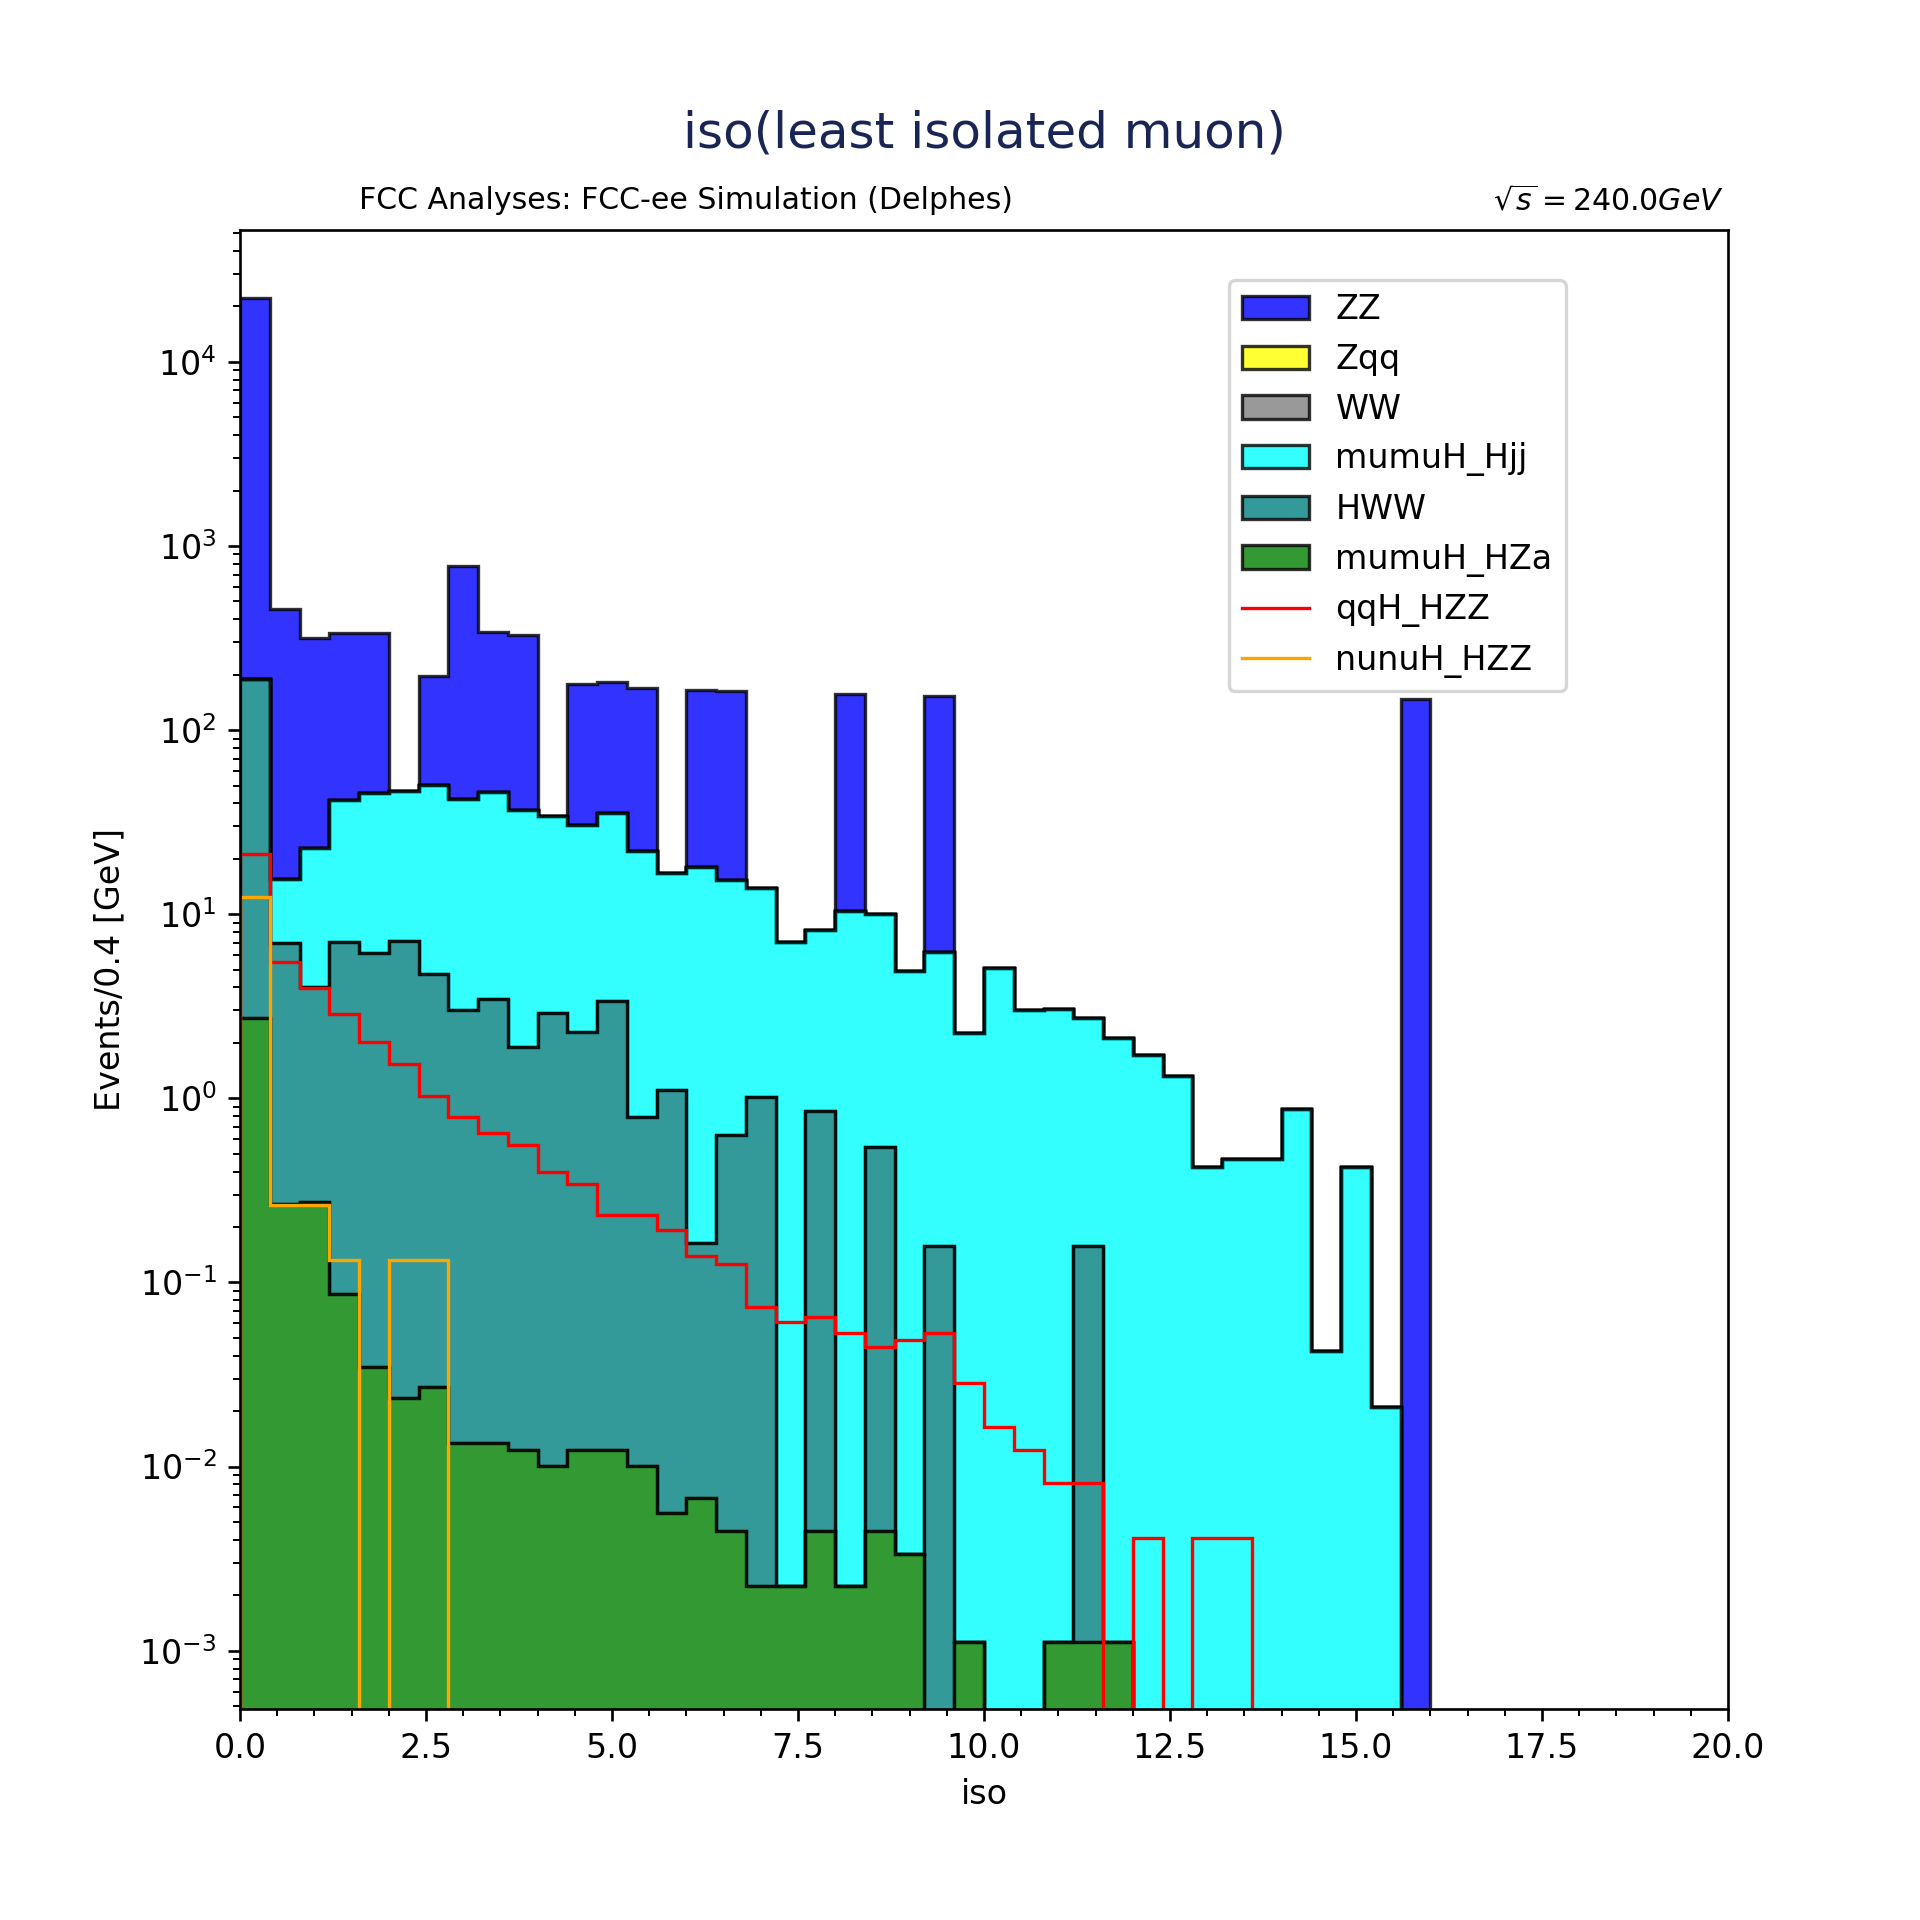 iso(least isolated muon)
FCC Analyses: FCC-ee Simulation (Delphes)
√s = 240.0GeV
ZZ
Zqq
WW
mumuH_Hjj
HWW
mumuH_HZa
qqH_HZZ
nunuH_HZZ
Events/0.4 [GeV]
10⁴
10³
10²
10¹
10⁰
10⁻¹
10⁻²
10⁻³
0.0 2.5 5.0 7.5 10.0 12.5 15.0 17.5 20.0
iso